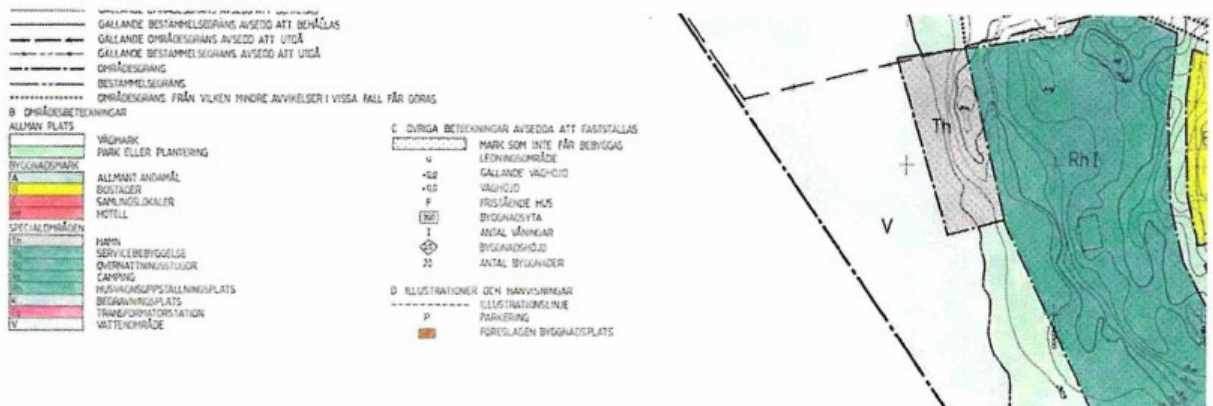 GÄLLANDE BESTÄMMELSEGRÄNS AVSEDD ATT BEHÅLLAS
GÄLLANDE OMRÅDESGRÄNS AVSEDD ATT UTGÅ
GÄLLANDE BESTÄMMELSEGRÄNS AVSEDD ATT UTGÅ
OMRÅDESGRÄNS
BESTÄMMELSEGRÄNS
OMRÅDESGRÄNS FRÅN VILKEN MINDRE AVVIKELSER I VISSA FALL FÅR GÖRAS
B OMRÅDESBETECKNINGAR
ALLMÄN PLATS
VÄGMARK
PARK ELLER PLANTERING
BYGGNADSMARK
A ALLMÄNT ÄNDAMÅL
BOSTÄDER
SAMLINGSLOKALER
HOTELL
SPECIALOMRÅDEN
Th HAMN
SERVICEBEBYGGELSE
ÖVERNATTNINGSSTUGOR
CAMPING
HUSVAGNSUPPSTÄLLNINGSPLATS
BEGRAVNINGSPLATS
TRANSFORMATORSTATION
V VATTENOMRÅDE
C ÖVRIGA BETECKNINGAR AVSEDDA ATT FASTSTÄLLAS
MARK SOM INTE FÅR BEBYGGAS
u LEDNINGSOMRÅDE
GÄLLANDE VÄGHÖJD
VÄGHÖJD
F FRISTÅENDE HUS
BYGGNADSYTA
I ANTAL VÅNINGAR
BYGGNADSHÖJD
20 ANTAL BYGGNADER
D ILLUSTRATIONER OCH HÄNVISNINGAR
ILLUSTRATIONSLINJE
P PARKERING
FÖRESLAGEN BYGGNADSPLATS
Th
RhI
V